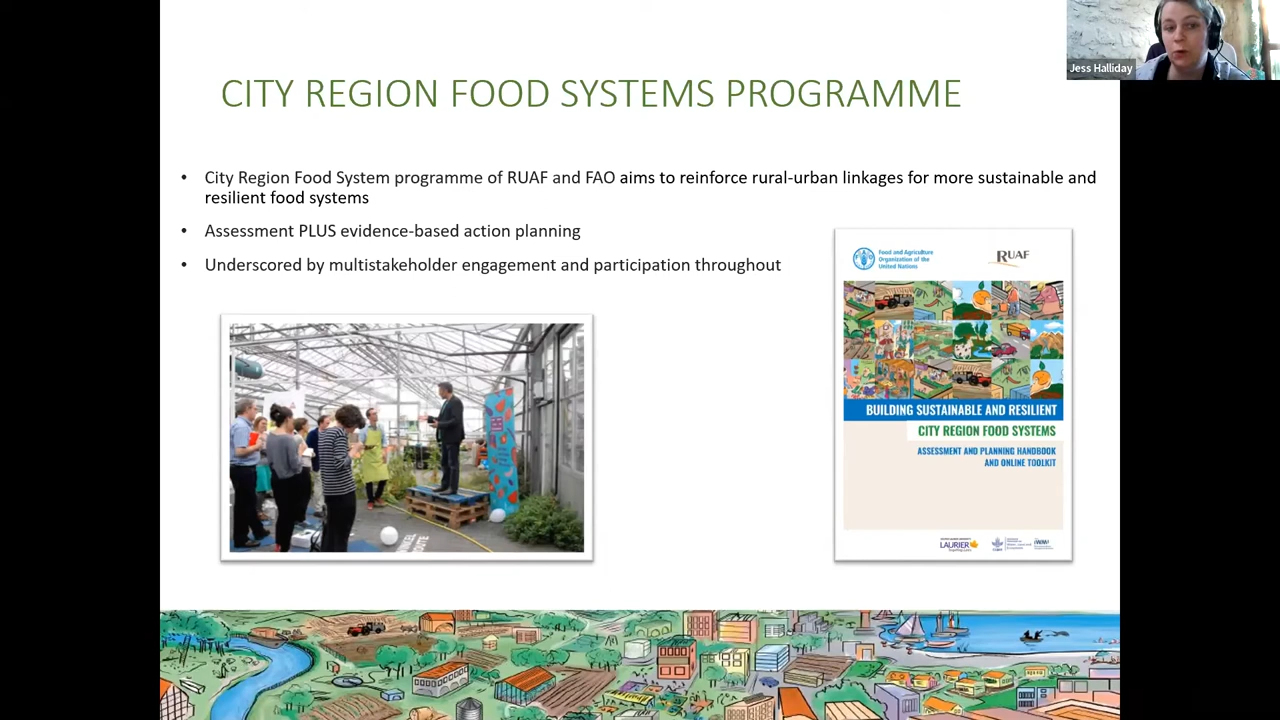 Jess Halliday
CITY REGION FOOD SYSTEMS PROGRAMME
• City Region Food System programme of RUAF and FAO aims to reinforce rural-urban linkages for more sustainable and
resilient food systems
• Assessment PLUS evidence-based action planning
• Underscored by multistakeholder engagement and participation throughout
Food and Agriculture
Organization of the
United Nations
RUAF
BUILDING SUSTAINABLE AND RESILIENT
CITY REGION FOOD SYSTEMS
ASSESSMENT AND PLANNING HANDBOOK
AND ONLINE TOOLKIT
LAURIER